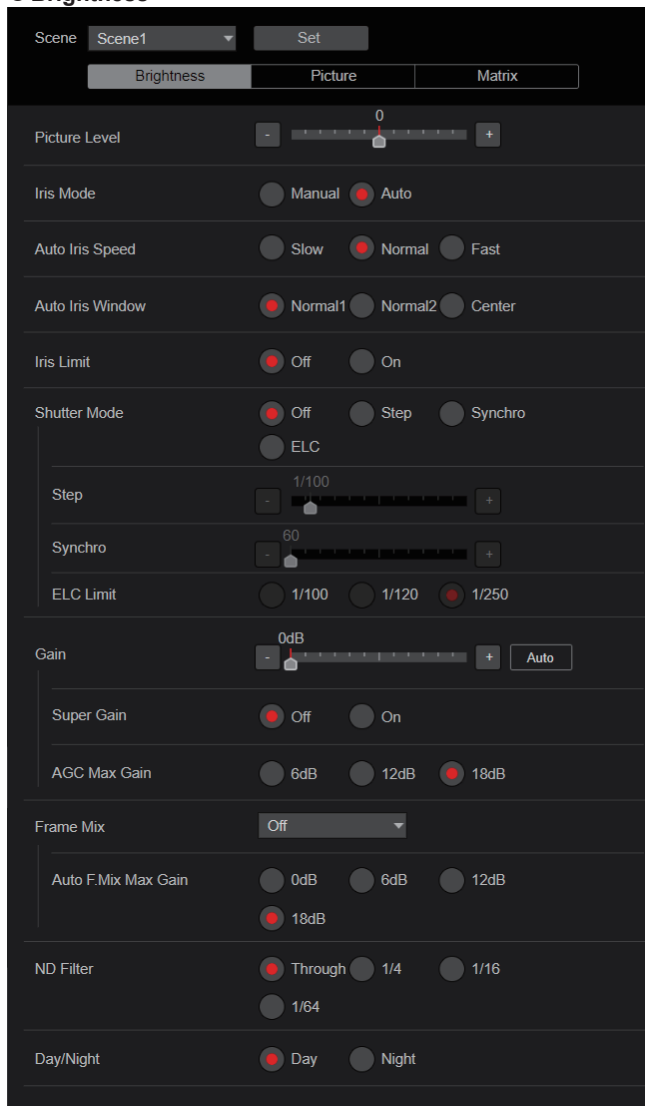 Scene Scene1 Set
Brightness Picture Matrix
0
Picture Level - +
Iris Mode Manual Auto
Auto Iris Speed Slow Normal Fast
Auto Iris Window Normal1 Normal2 Center
Iris Limit Off On
Shutter Mode Off Step Synchro
ELC
1/100
Step - +
60
Synchro - +
ELC Limit 1/100 1/120 1/250
0dB
Gain - + Auto
Super Gain Off On
AGC Max Gain 6dB 12dB 18dB
Frame Mix Off
Auto F.Mix Max Gain 0dB 6dB 12dB
18dB
ND Filter Through 1/4 1/16
1/64
Day/Night Day Night